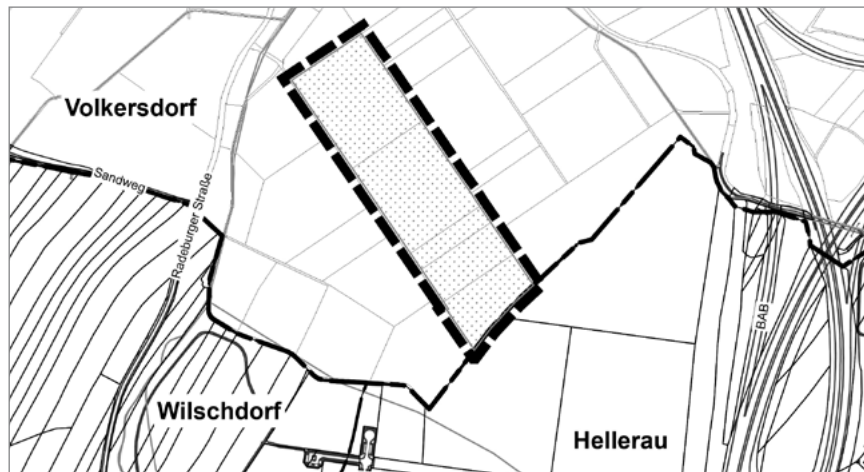 Volkersdorf
Sandweg
Radeburger Straße
BAB
Wilschdorf
Hellerau